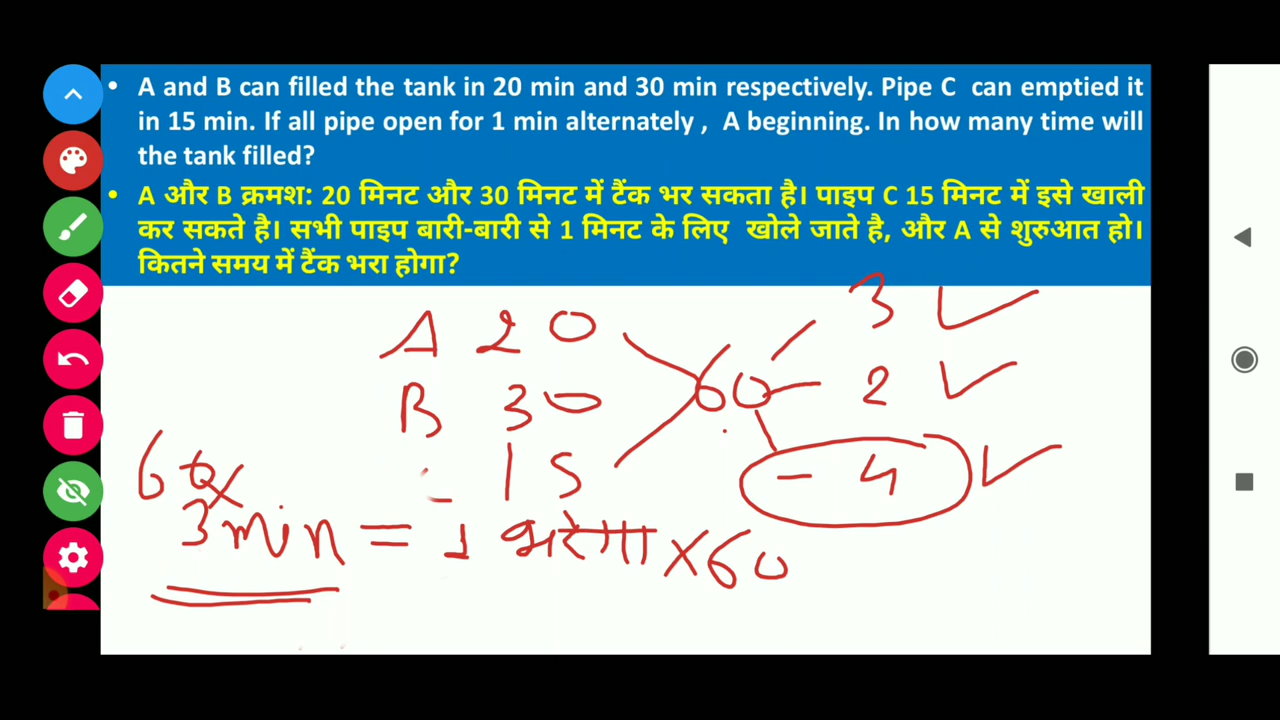 • A and B can filled the tank in 20 min and 30 min respectively. Pipe C can emptied it
in 15 min. If all pipe open for 1 min alternately , A beginning. In how many time will
the tank filled?
• A और B क्रमश: 20 मिनट और 30 मिनट में टैंक भर सकता है। पाइप C 15 मिनट में इसे खाली
कर सकते है। सभी पाइप बारी-बारी से 1 मिनट के लिए खोले जाते है, और A से शुरुआत हो।
कितने समय में टैंक भरा होगा?
A 20 3
B 30 60 2
15 - 4
60x
3min = 1 भरेगा x60